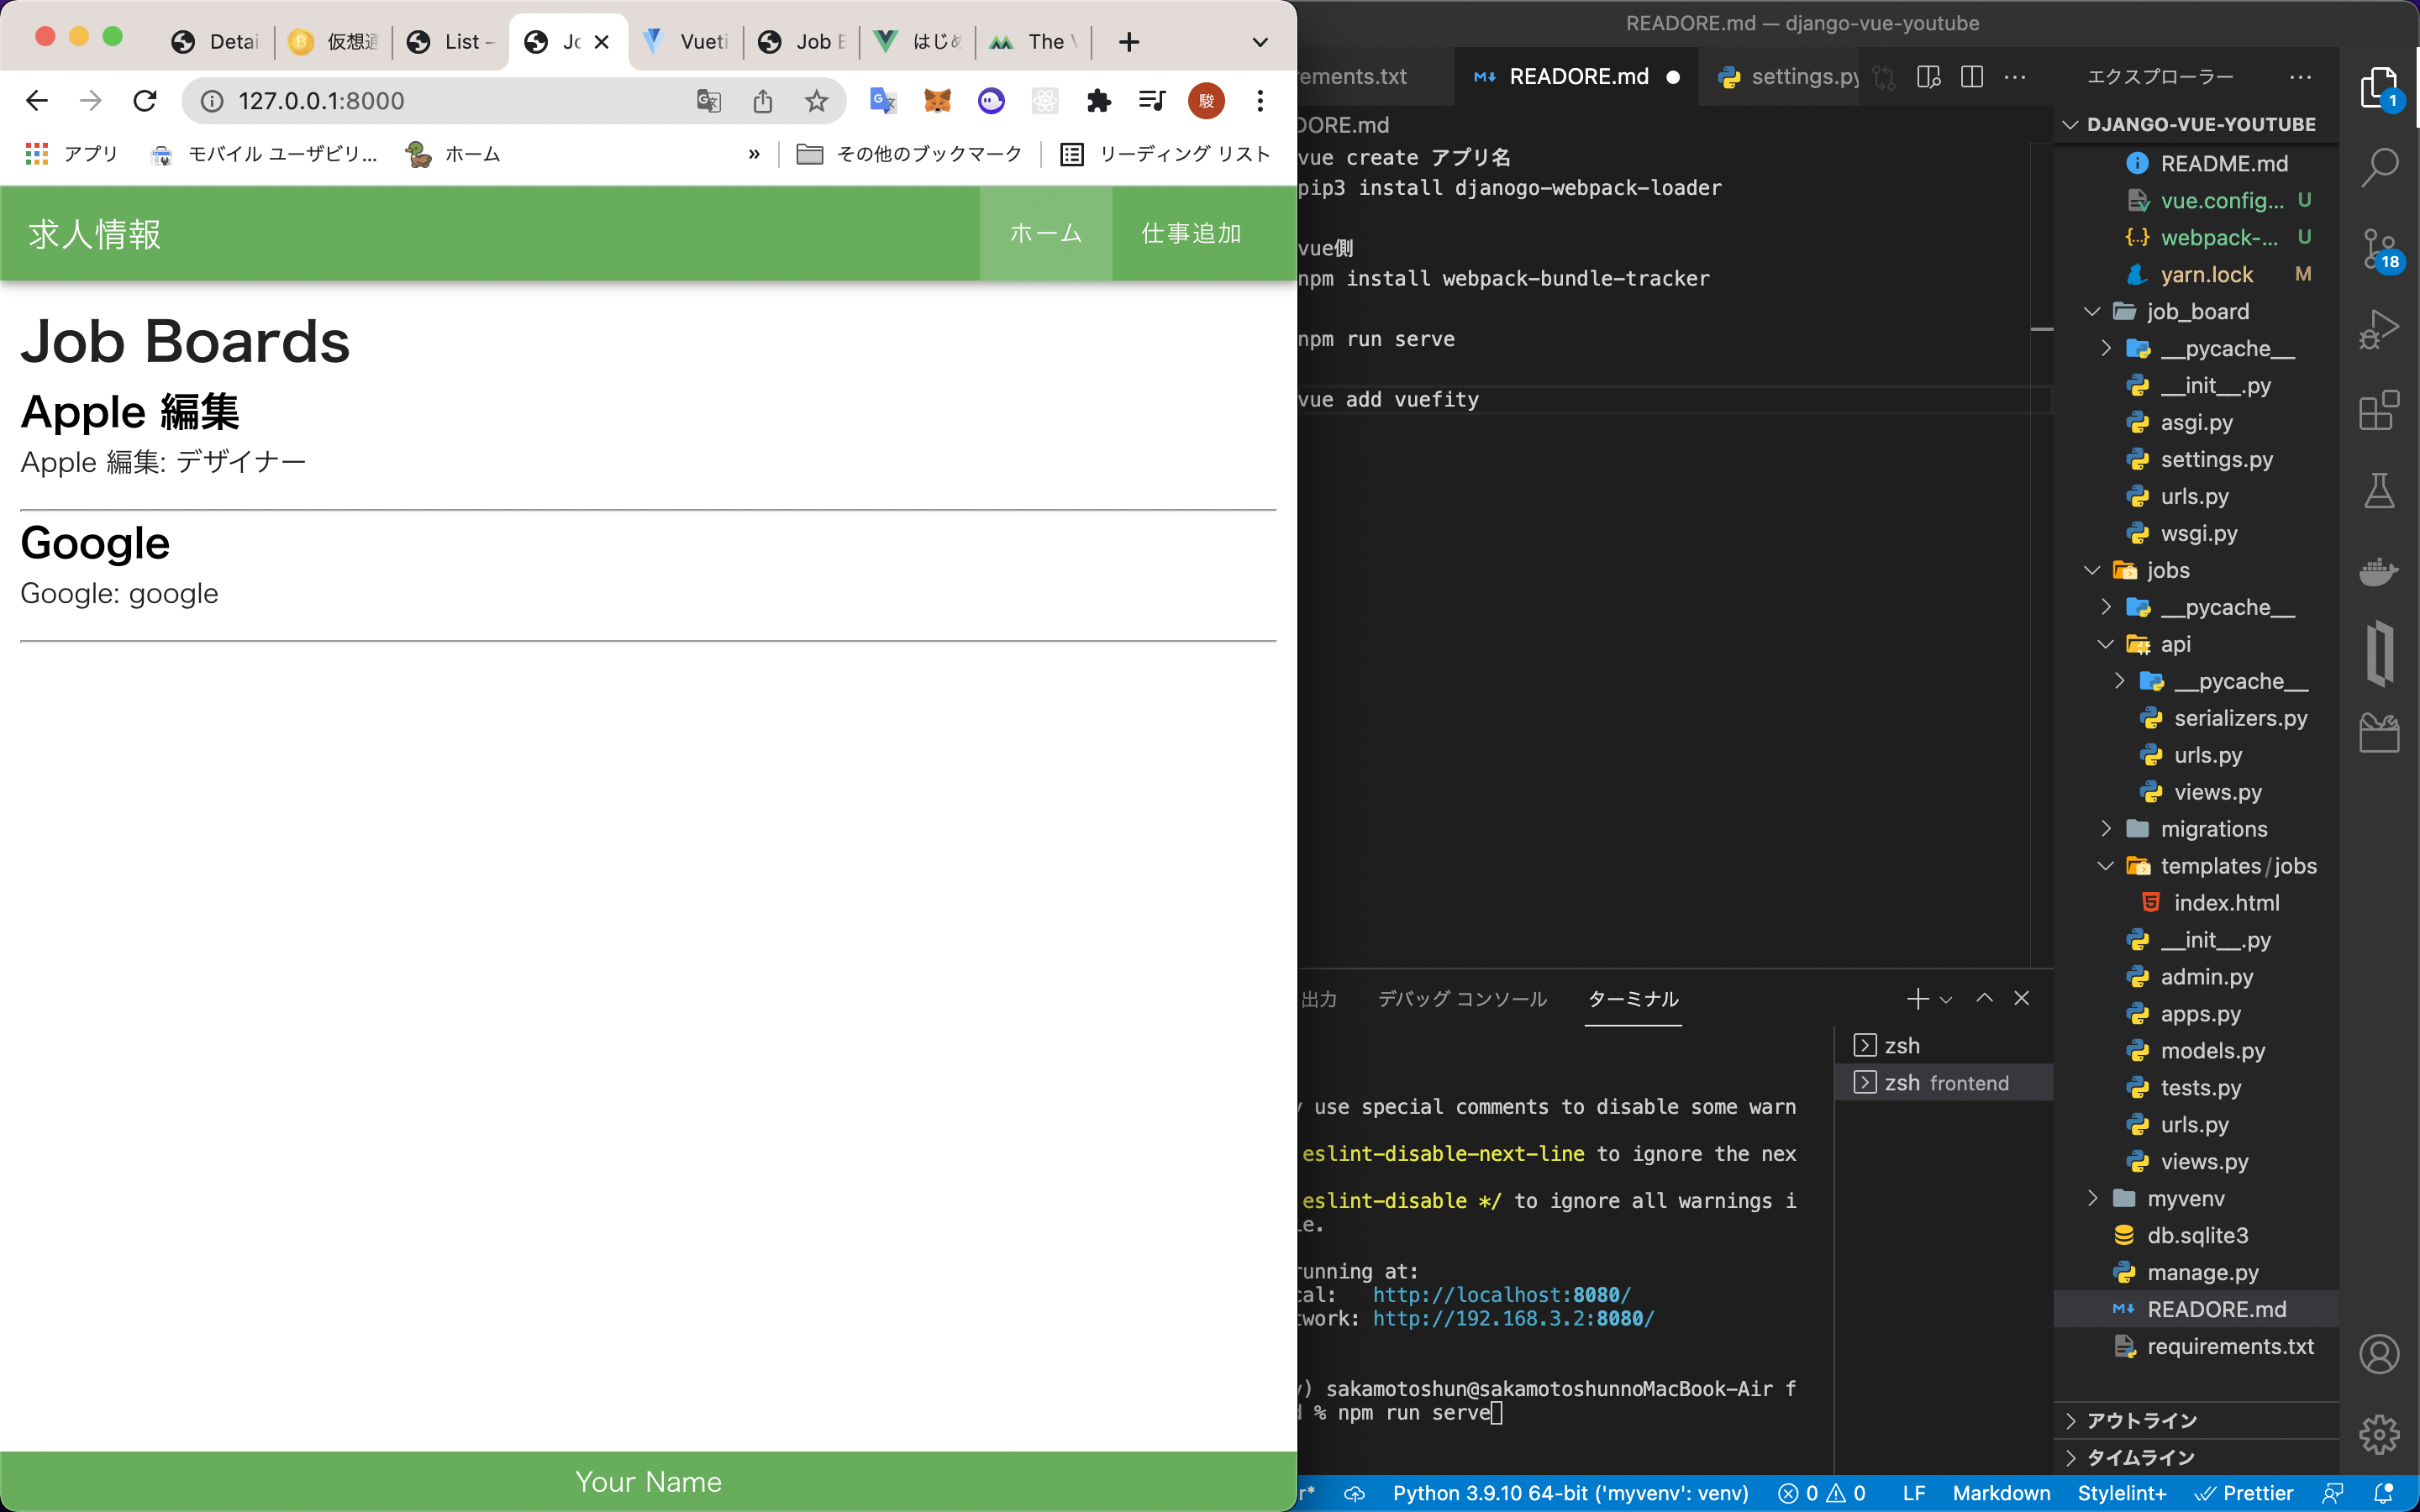 Detai
仮想通
List –
Jo
Vueti
Job B
はじめ
The V
127.0.0.1:8000
駿
アプリ
モバイル ユーザビリ...
ホーム
»
その他のブックマーク
リーディング リスト
求人情報
ホーム
仕事追加
Job Boards
Apple 編集
Apple 編集: デザイナー
Google
Google: google
Your Name
READORE.md — django-vue-youtube
rements.txt
READORE.md
settings.py
DORE.md
vue create アプリ名
pip3 install djanogo-webpack-loader
vue側
npm install webpack-bundle-tracker
npm run serve
vue add vuefity
出力
デバッグ コンソール
ターミナル
zsh
zsh frontend
y use special comments to disable some warn
eslint-disable-next-line to ignore the nex
eslint-disable */ to ignore all warnings i
le.
running at:
cal: http://localhost:8080/
twork: http://192.168.3.2:8080/
v) sakamotoshun@sakamotoshunnoMacBook-Air f
d % npm run serve
エクスプローラー
DJANGO-VUE-YOUTUBE
README.md
vue.config... U
webpack-... U
yarn.lock M
job_board
__pycache__
__init__.py
asgi.py
settings.py
urls.py
wsgi.py
jobs
__pycache__
api
__pycache__
serializers.py
urls.py
views.py
migrations
templates/jobs
index.html
__init__.py
admin.py
apps.py
models.py
tests.py
urls.py
views.py
myvenv
db.sqlite3
manage.py
READORE.md
requirements.txt
アウトライン
タイムライン
1
18
r*
Python 3.9.10 64-bit ('myvenv': venv)
0
0
LF
Markdown
Stylelint+
Prettier